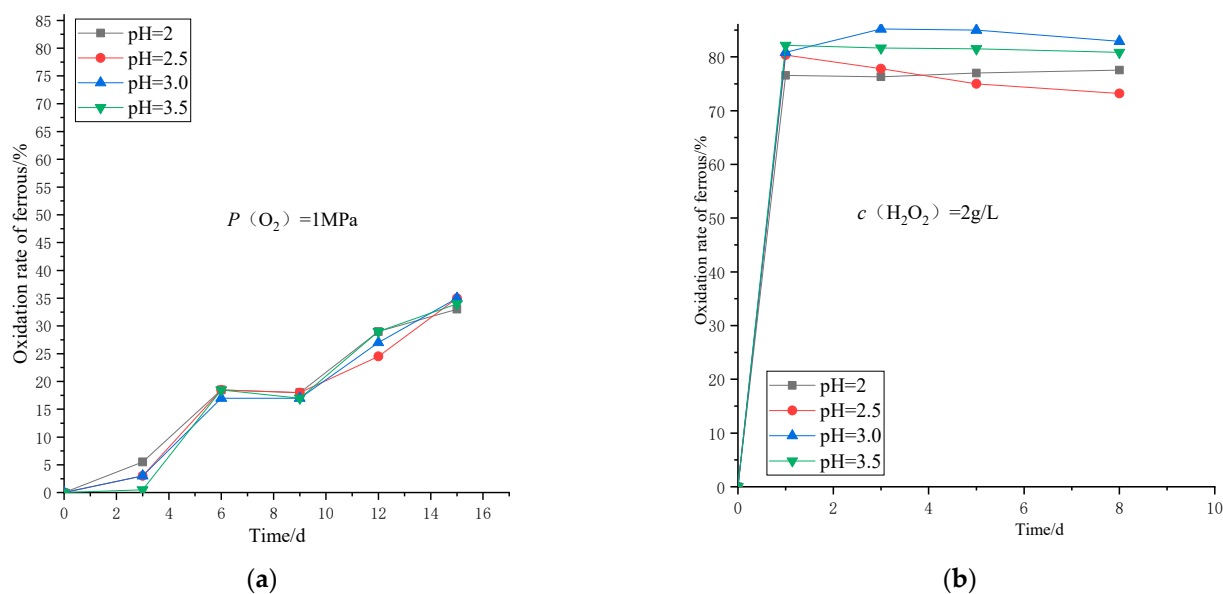 pH=2
pH=2.5
pH=3.0
pH=3.5
85
80
75
70
65
60
55
50
45
40
35
30
25
20
15
10
5
0
Oxidation rate of ferrous/%
P（O₂）=1MPa
0 2 4 6 8 10 12 14 16
Time/d
(a)
80
70
60
50
40
30
20
10
0
Oxidation rate of ferrous/%
c（H₂O₂）=2g/L
pH=2
pH=2.5
pH=3.0
pH=3.5
0 2 4 6 8 10
Time/d
(b)